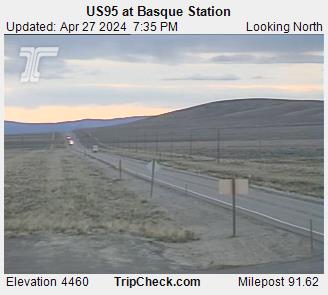 US95 at Basque Station
Updated: Apr 27 2024 7:35 PM Looking North
Elevation 4460 TripCheck.com Milepost 91.62